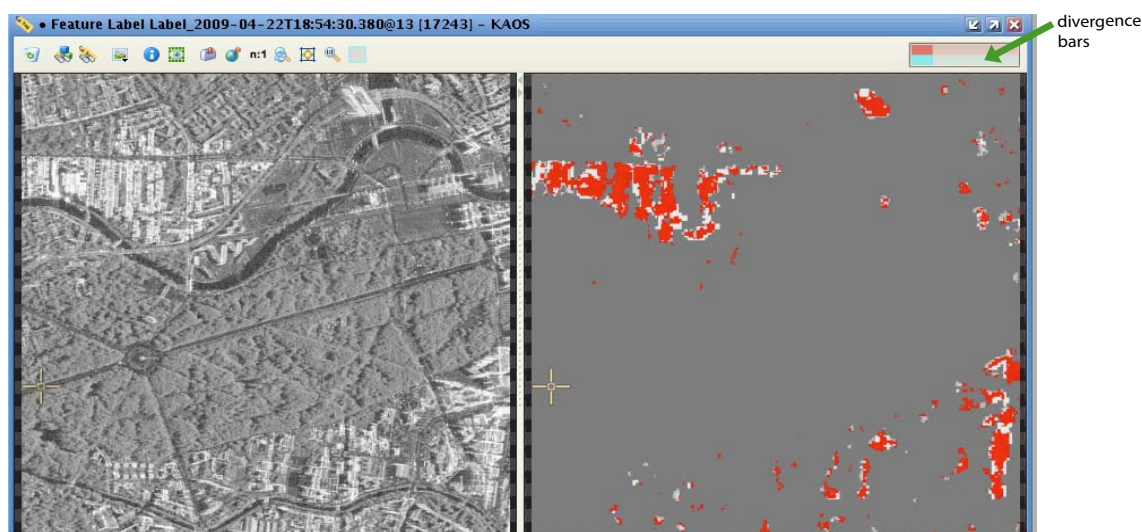 • Feature Label Label_2009-04-22T18:54:30.380@13 [17243] – KAOS
n:1
divergence
bars